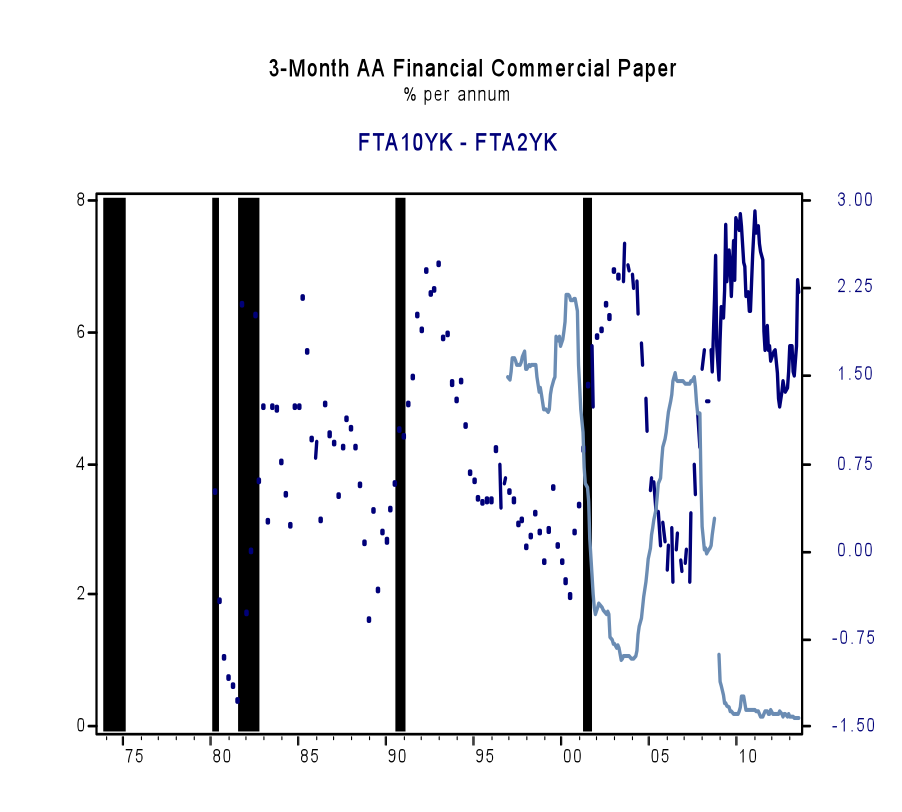 3-Month AA Financial Commercial Paper
% per annum
FTA10YK - FTA2YK
8 3.00
2.25
6
1.50
4 0.75
0.00
2
-0.75
0 -1.50
75 80 85 90 95 00 05 10